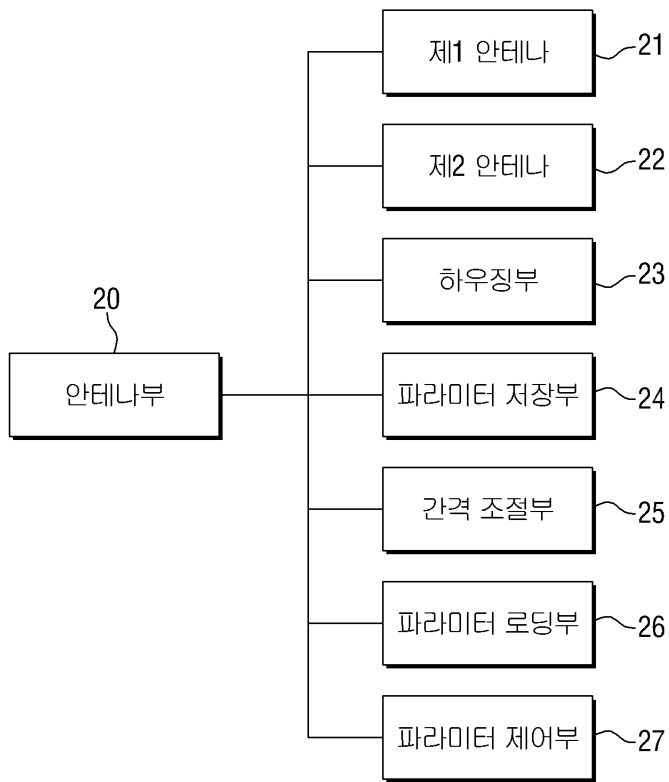 제1 안테나
21
제2 안테나
22
하우징부
23
20
안테나부
파라미터 저장부
24
간격 조절부
25
파라미터 로딩부
26
파라미터 제어부
27